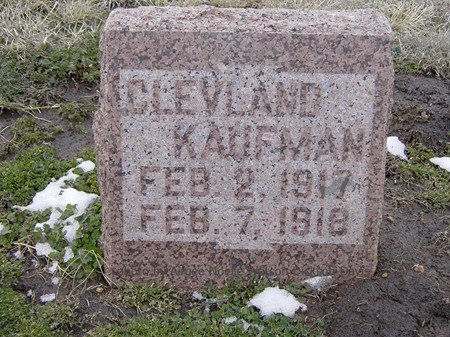 CLEVLAND
KAUFMAN
FEB. 2, 1917
FEB. 7, 1918